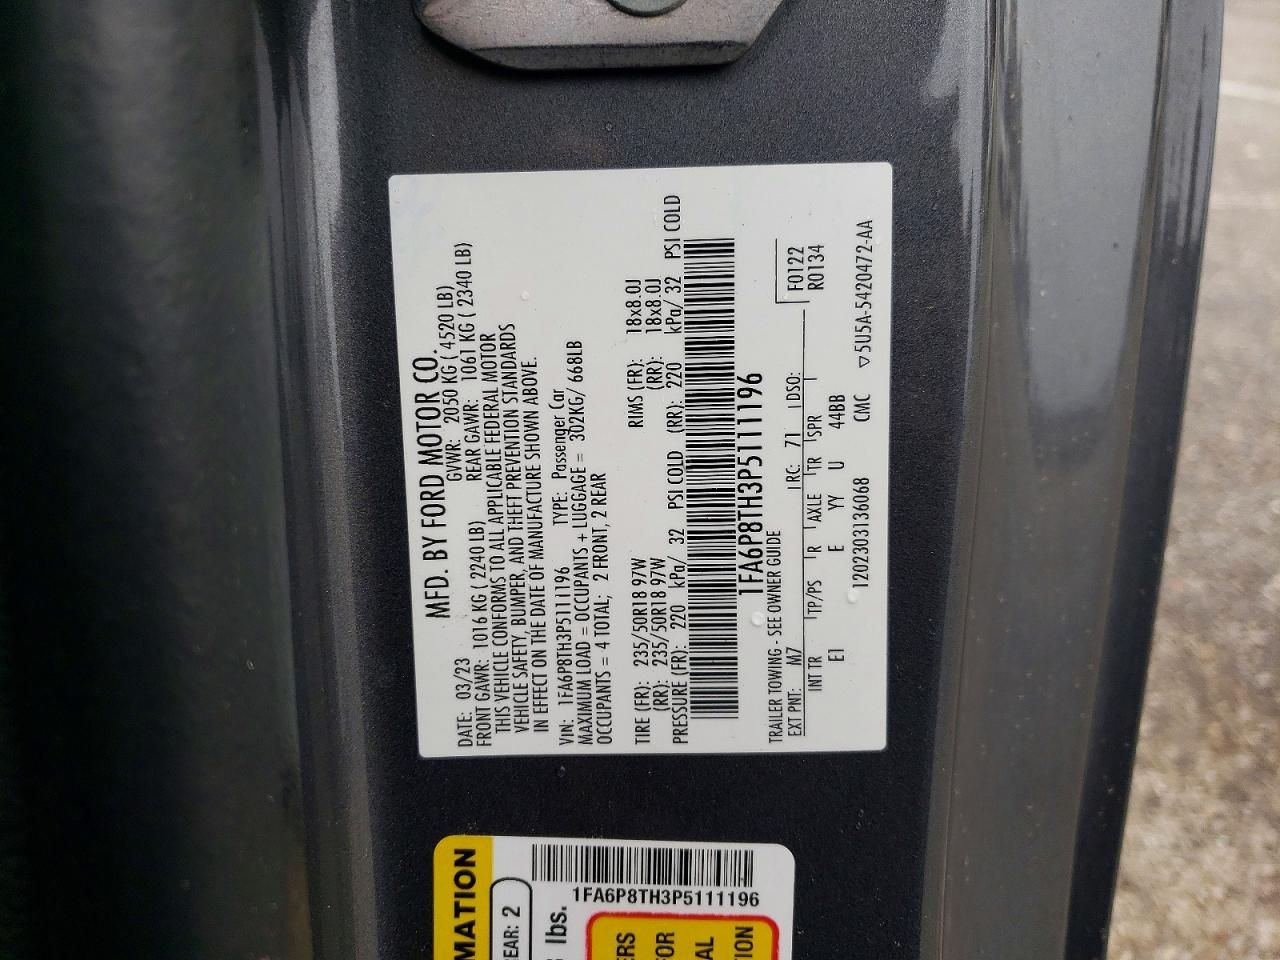 MFD. BY FORD MOTOR CO.
DATE: 03/23 GVWR: 2050 KG ( 4520 LB)
FRONT GAWR: 1016 KG ( 2240 LB) REAR GAWR: 1061 KG ( 2340 LB)
THIS VEHICLE CONFORMS TO ALL APPLICABLE FEDERAL MOTOR
VEHICLE SAFETY, BUMPER, AND THEFT PREVENTION STANDARDS
IN EFFECT ON THE DATE OF MANUFACTURE SHOWN ABOVE.
VIN: 1FA6P8TH3P5111196 TYPE: Passenger Car
MAXIMUM LOAD = OCCUPANTS + LUGGAGE = 302KG/ 668LB
OCCUPANTS = 4 TOTAL; 2 FRONT, 2 REAR
TIRE (FR): 235/50R18 97W RIMS (FR): 18x8.0J
(RR): 235/50R18 97W (RR): 18x8.0J
PRESSURE (FR): 220 kPa/ 32 PSI COLD (RR): 220 kPa/ 32 PSI COLD
1FA6P8TH3P5111196
TRAILER TOWING - SEE OWNER GUIDE
EXT PNT: M7 RC: 71 DSO: F0122
R0134
INT TR TP/PS R AXLE TR SPR
E1 E YY U 44BB
1202303136068 CMC ▽5U5A-5420472-AA
MATION
EAR: 2
lbs.
1FA6P8TH3P5111196
ERS
FOR
AL
TION